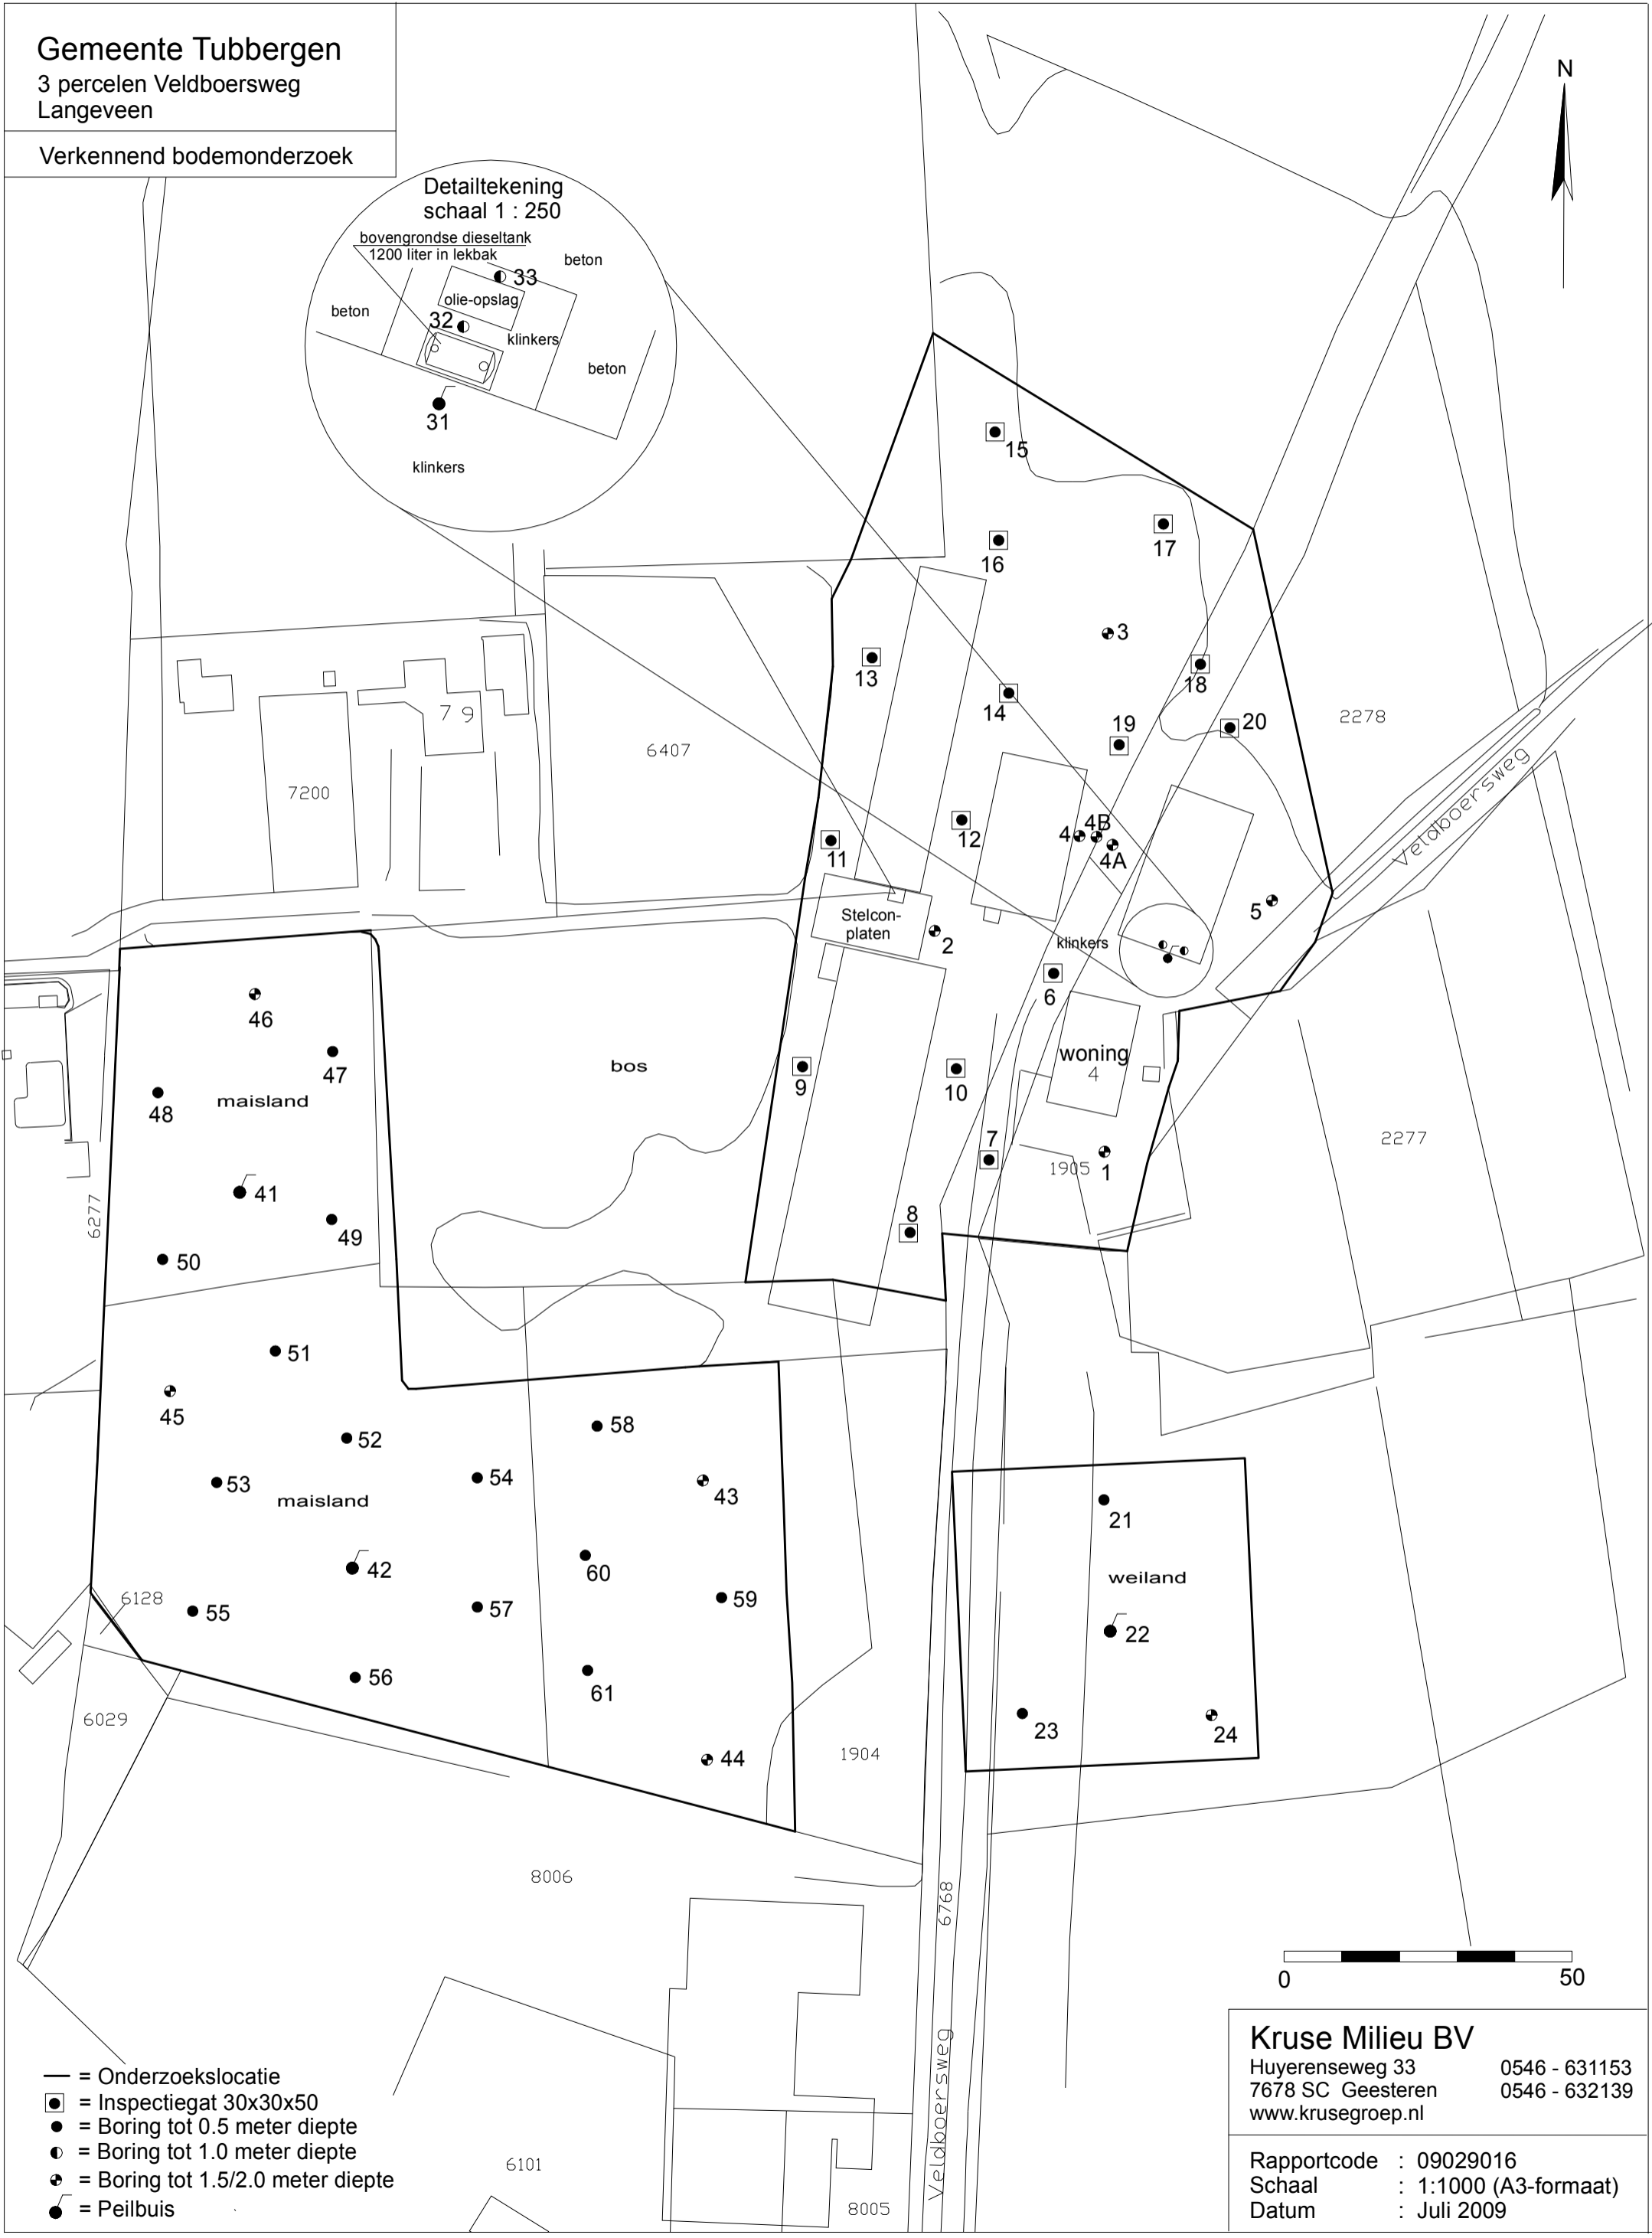 Gemeente Tubbergen
3 percelen Veldboersweg
Langeveen
Verkennend bodemonderzoek
N
Detailtekening
schaal 1 : 250
bovengrondse dieseltank
1200 liter in lekbak
beton
33
olie-opslag
beton
32
klinkers
beton
31
klinkers
15
16
17
3
13
18
14
19
20
2278
7 9
6407
7200
Veldboersweg
12
4
4B
4A
11
5
Stelcon-
platen
2
klinkers
6
46
47
48
maisland
bos
9
10
woning
4
7
1905
1
2277
41
49
6277
50
8
51
45
52
53
54
maisland
58
43
21
42
60
59
weiland
6128
55
57
22
56
61
6029
23
24
44
1904
8006
6768
0
50
Veldboersweg
6101
8005
= Onderzoekslocatie
= Inspectiegat 30x30x50
= Boring tot 0.5 meter diepte
= Boring tot 1.0 meter diepte
= Boring tot 1.5/2.0 meter diepte
= Peilbuis
Kruse Milieu BV
Huyerenseweg 33 0546 - 631153
7678 SC Geesteren 0546 - 632139
www.krusegroep.nl
Rapportcode : 09029016
Schaal : 1:1000 (A3-formaat)
Datum : Juli 2009